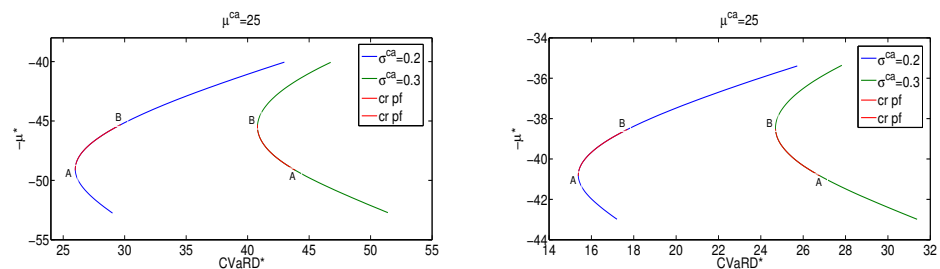 μ^ca=25
-μ*
-40
-45
-50
-55
B
A
B
A
σ^ca=0.2
σ^ca=0.3
cr pf
cr pf
25 30 35 40 45 50 55
CVaRD*
μ^ca=25
-μ*
-34
-36
-38
-40
-42
-44
B
A
B
A
σ^ca=0.2
σ^ca=0.3
cr pf
cr pf
14 16 18 20 22 24 26 28 30 32
CVaRD*